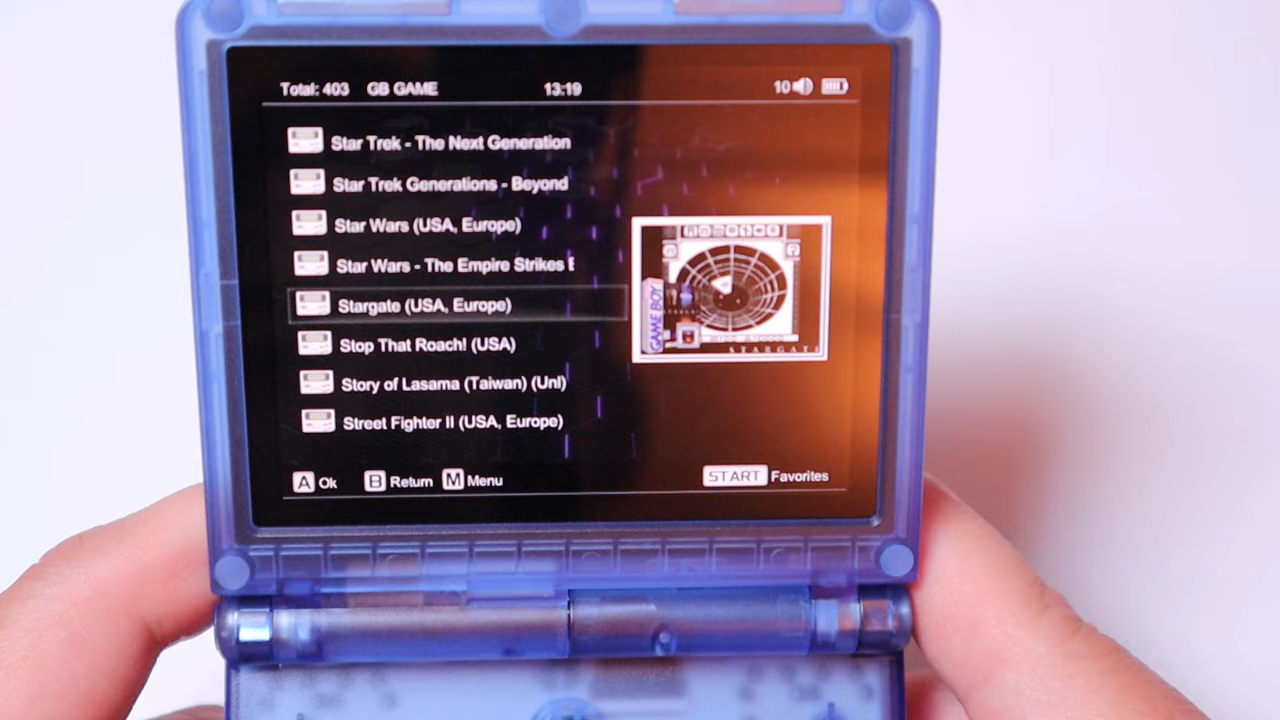 Total: 403 GB GAME 13:19 10
Star Trek - The Next Generation
Star Trek Generations - Beyond
Star Wars (USA, Europe)
Star Wars - The Empire Strikes E
Stargate (USA, Europe)
Stop That Roach! (USA)
Story of Lasama (Taiwan) (Unl)
Street Fighter II (USA, Europe)
GAME BOY
STARGATE
A Ok B Return M Menu START Favorites